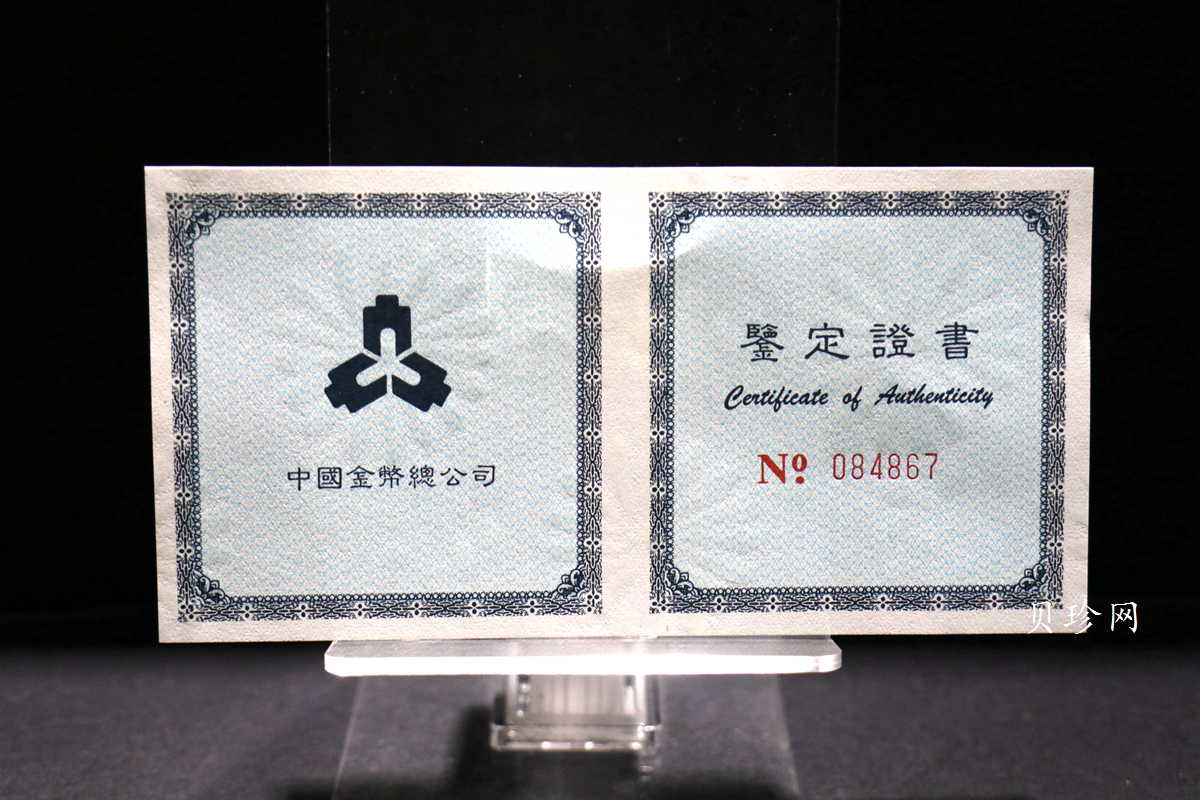 中國金幣總公司
鑒定證書
Certificate of Authenticity
Nº 084867
贝珍网